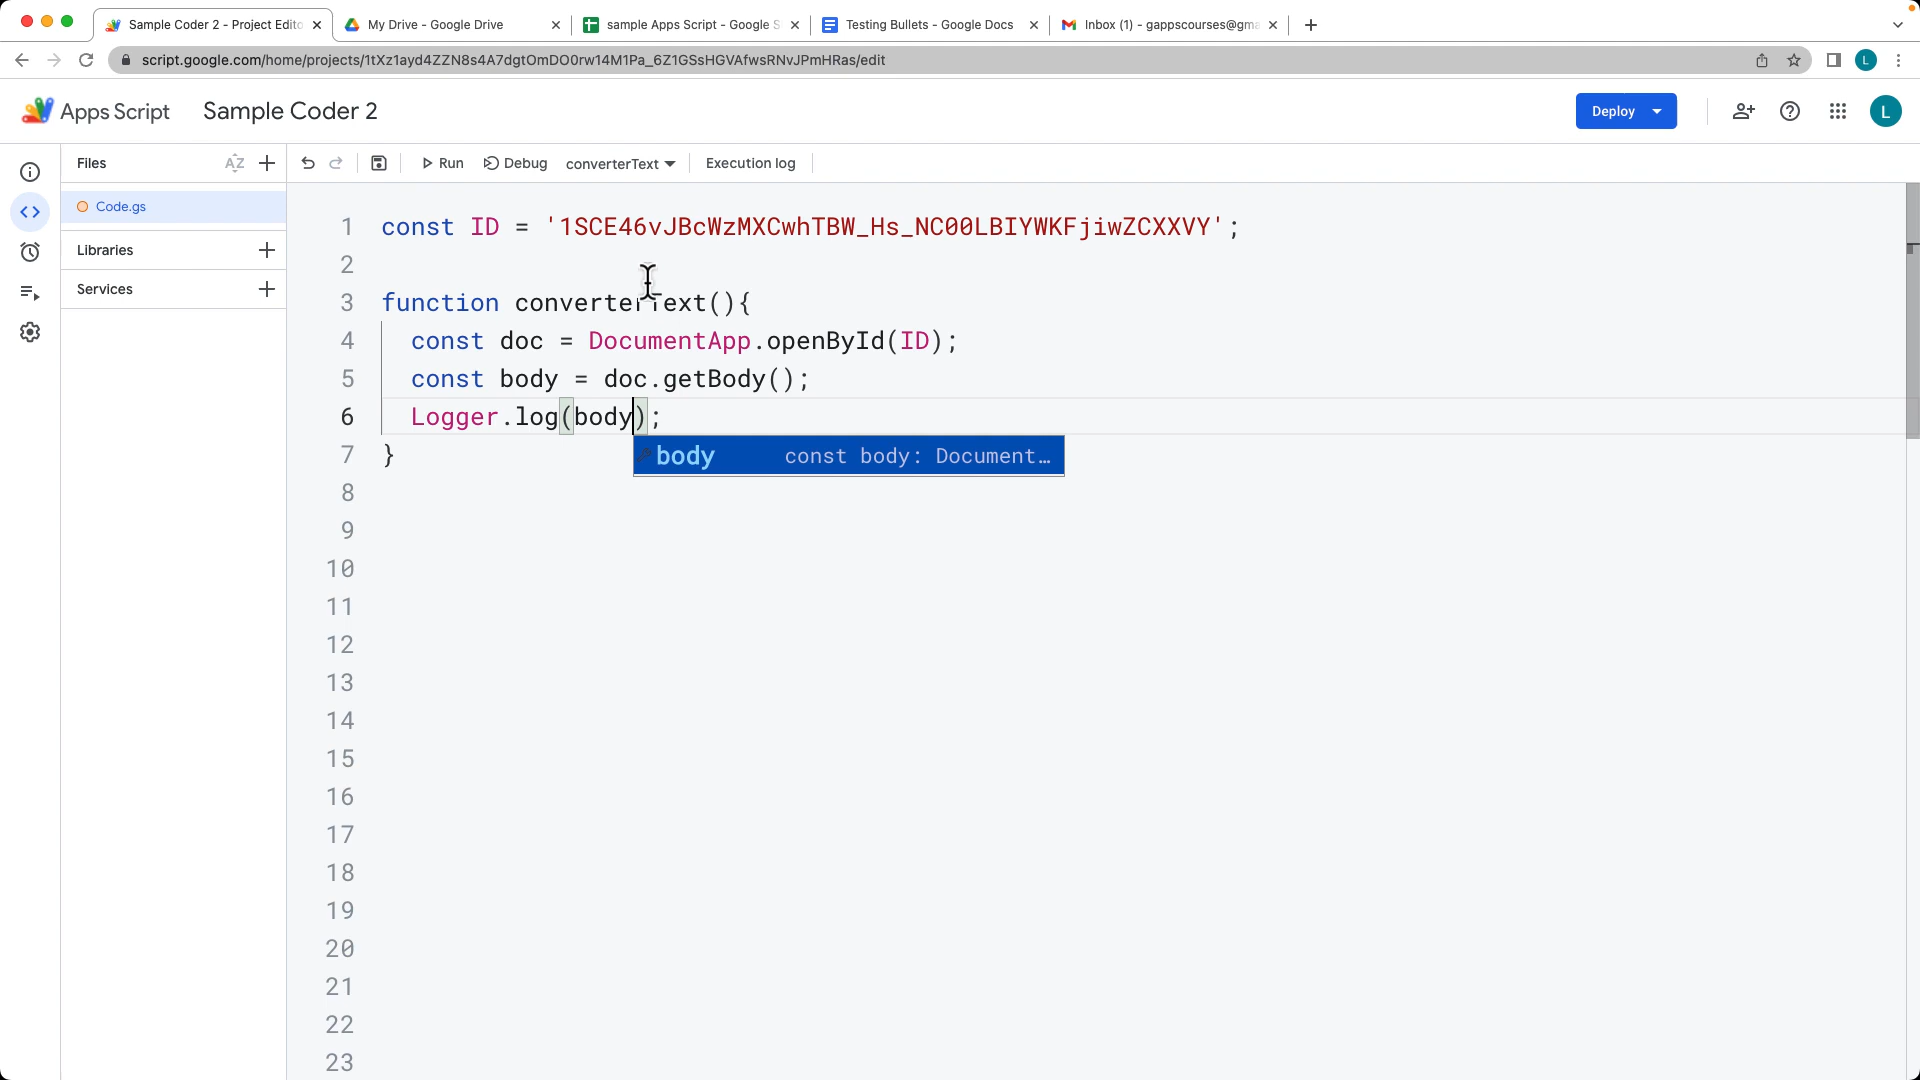 Sample Coder 2 - Project Edito
My Drive - Google Drive
sample Apps Script - Google S
Testing Bullets - Google Docs
Inbox (1) - gappscourses@gma
script.google.com/home/projects/1tXz1ayd4ZZN8s4A7dgtOmDO0rw14M1Pa_6Z1GSsHGVAfwsRNvJPmHRas/edit
L
Apps Script
Sample Coder 2
Deploy
L
Files
AZ
Run
Debug
converterText
Execution log
Code.gs
Libraries
Services
1 const ID = '1SCE46vJBcWzMXCwhTBW_Hs_NC00LBIYWKFjiwZCXXVY';
2
3 function converterText(){
4 const doc = DocumentApp.openById(ID);
5 const body = doc.getBody();
6 Logger.log(body);
7 }
body const body: Document…
8
9
10
11
12
13
14
15
16
17
18
19
20
21
22
23